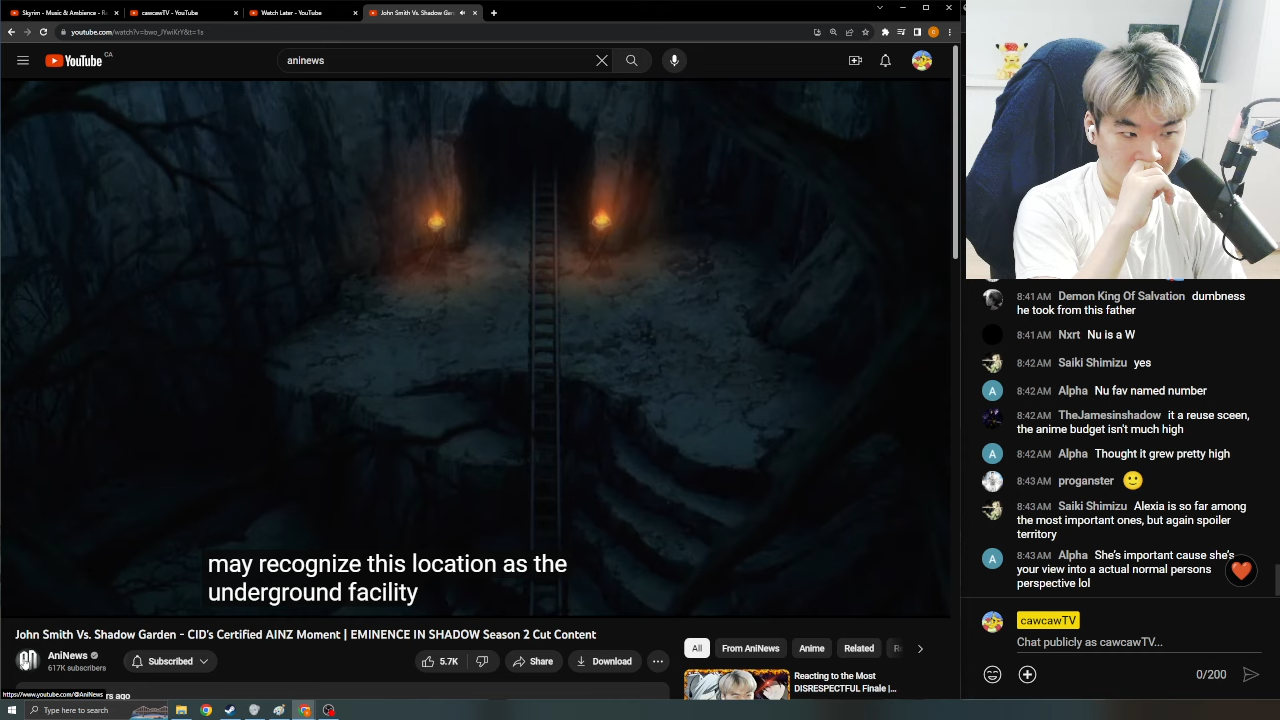 Skyrim - Music & Ambience - R
cawcawTV - YouTube
Watch Later - YouTube
John Smith Vs. Shadow Gar
youtube.com/watch?v=bwo_JYwiKrY&t=1s
YouTube CA
aninews
may recognize this location as the
underground facility
John Smith Vs. Shadow Garden - CID's Certified AINZ Moment | EMINENCE IN SHADOW Season 2 Cut Content
AniNews
617K subscribers
Subscribed
5.7K
Share
Download
All
From AniNews
Anime
Related
Reacting to the Most
DISRESPECTFUL Finale |...
https://www.youtube.com/@AniNews
rs ago
Type here to search
8:41 AM Demon King Of Salvation dumbness
he took from this father
8:41 AM Nxrt Nu is a W
8:42 AM Saiki Shimizu yes
A 8:42 AM Alpha Nu fav named number
8:42 AM TheJamesinshadow it a reuse sceen,
the anime budget isn't much high
A 8:42 AM Alpha Thought it grew pretty high
8:43 AM proganster
8:43 AM Saiki Shimizu Alexia is so far among
the most important ones, but again spoiler
territory
A 8:43 AM Alpha She's important cause she's
your view into a actual normal persons
perspective lol
cawcawTV
Chat publicly as cawcawTV...
0/200